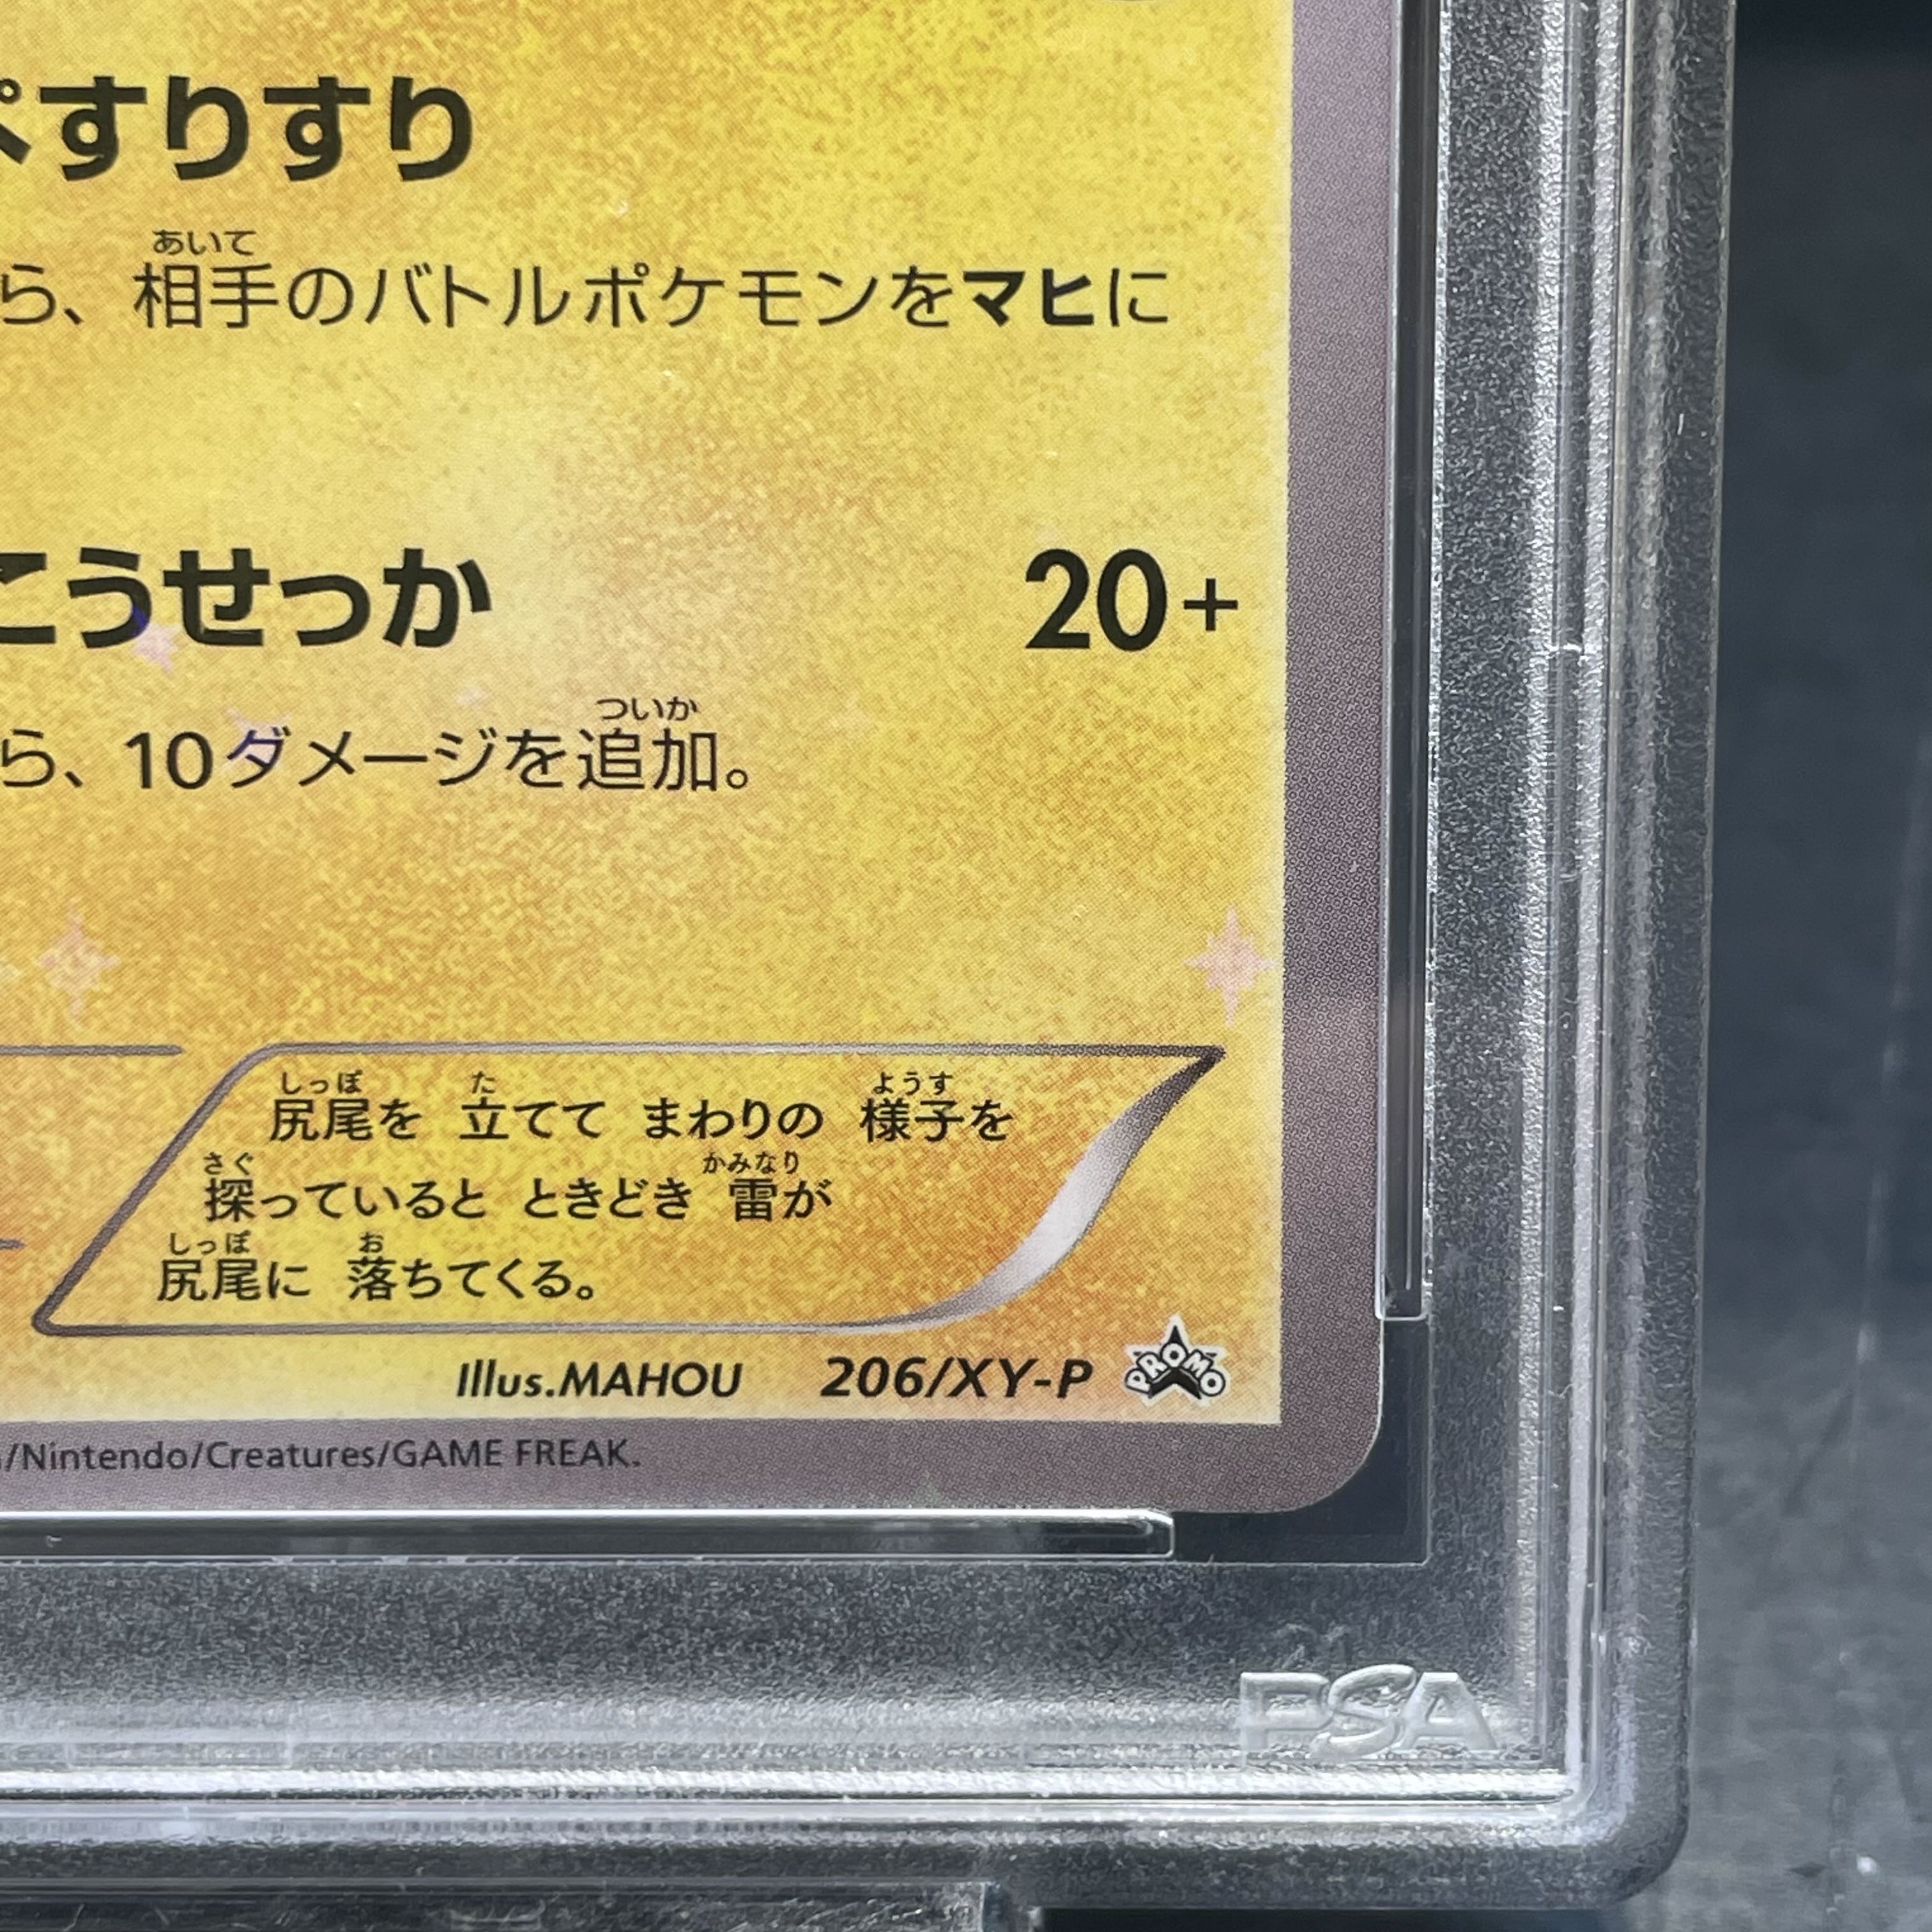 すりすり
あいて
ら、相手のバトルポケモンをマヒに
こうせっか 20+
ついか
ら、10ダメージを追加。
しっぽ た ようす
尻尾を 立てて まわりの 様子を
さぐ かみなり
探っていると ときどき 雷が
しっぽ お
尻尾に 落ちてくる。
Illus.MAHOU 206/XY-P PROMO
/Nintendo/Creatures/GAME FREAK.
PSA